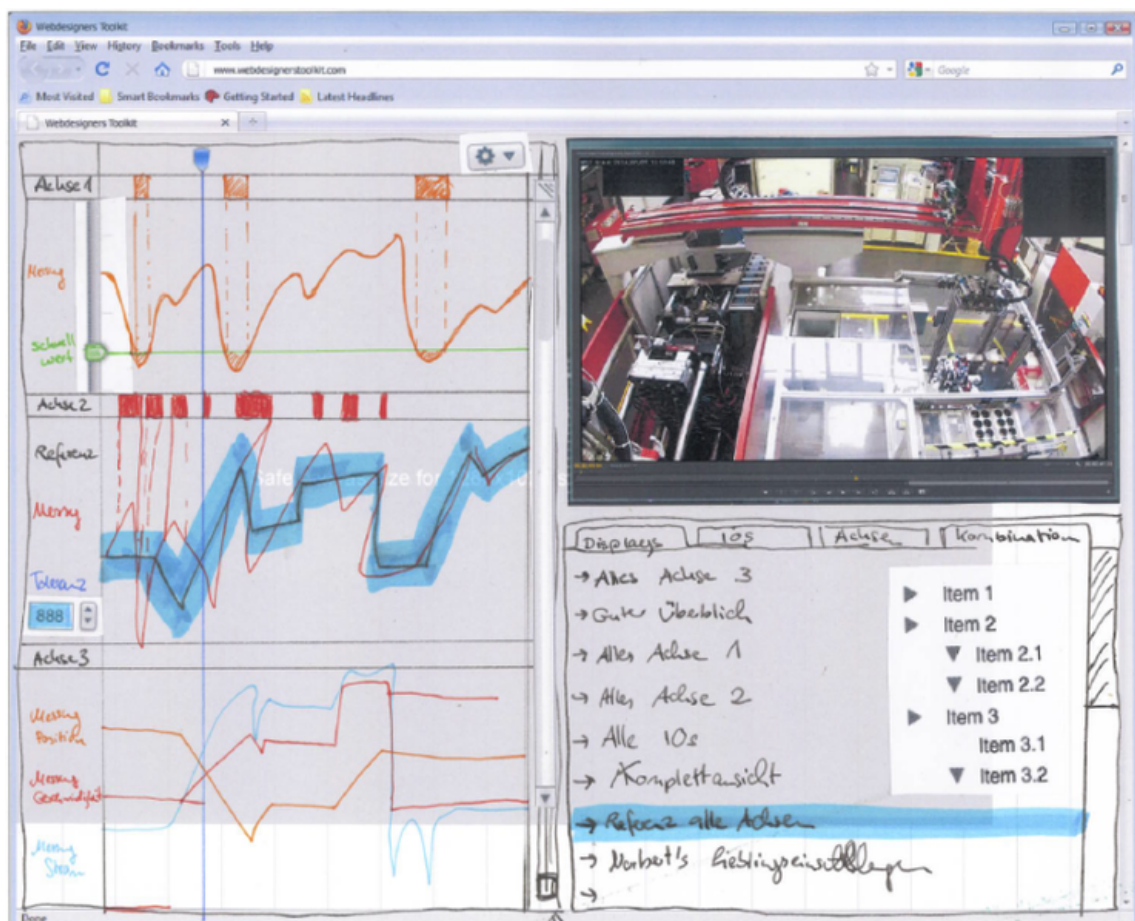 Webdesigners Toolkit
File Edit View History Bookmarks Tools Help
www.webdesignerstoolkit.com
Google
Most Visited Smart Bookmarks Getting Started Latest Headlines
Webdesigners Toolkit
Achse 1
Messung
Schwell
wert
Achse 2
Referenz
Messung
Toleranz
888
Achse 3
Messung
Position
Messung
Geschwindigkeit
Messung
Strom
Done
Displays IOs Achsen Kombination
→ Alles Achse 3
→ Guter Überblick
→ Alles Achse 1
→ Alles Achse 2
→ Alle IOs
→ Komplettansicht
→ Referenz alle Achsen
→ Norbert's Lieblingseinstellungen
→
Item 1
Item 2
Item 2.1
Item 2.2
Item 3
Item 3.1
Item 3.2